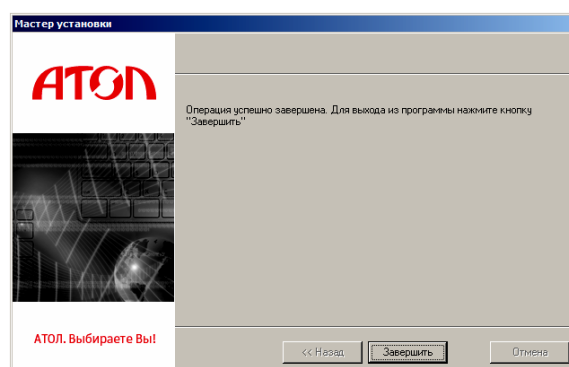 Мастер установки
АТОЛ
Операция успешно завершена. Для выхода из программы нажмите кнопку
"Завершить"
АТОЛ. Выбираете Вы!
<< Назад
Завершить
Отмена